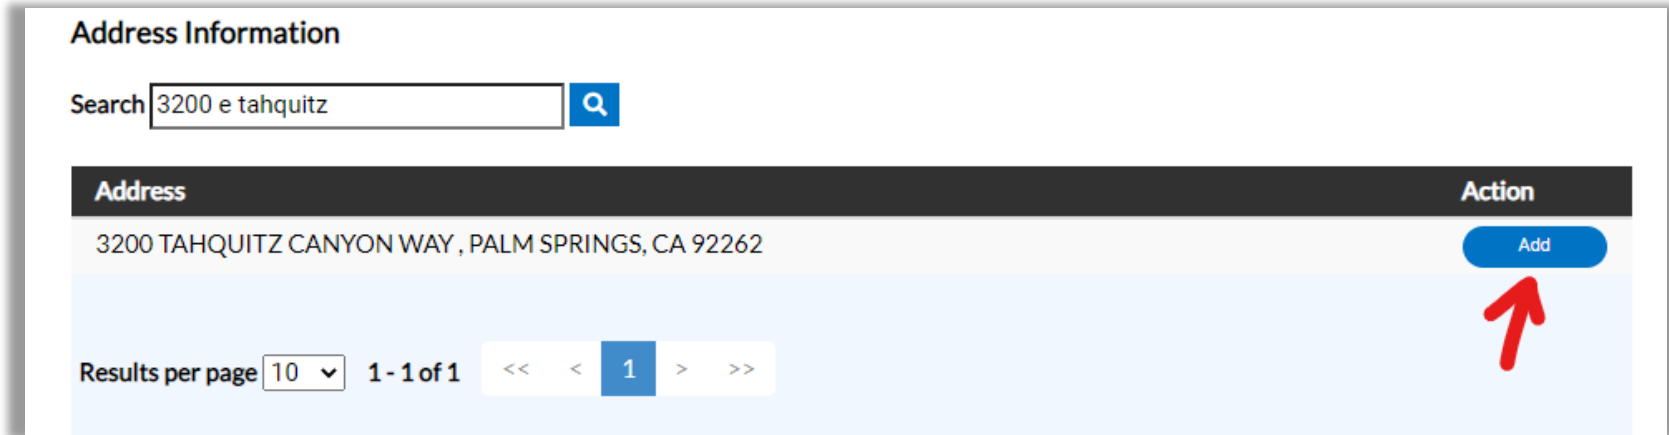 Address Information
Search 3200 e tahquitz
Address Action
3200 TAHQUITZ CANYON WAY , PALM SPRINGS, CA 92262 Add
Results per page 10 1 - 1 of 1 << < 1 > >>